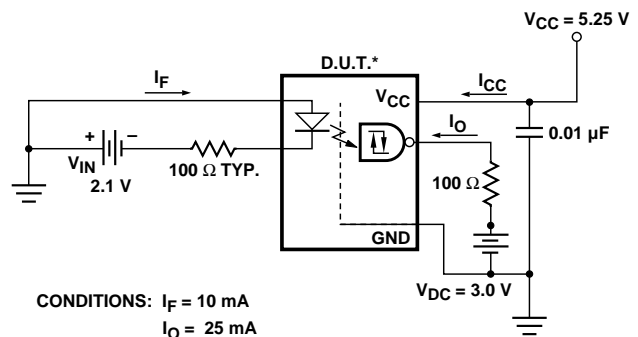 V_CC = 5.25 V
D.U.T.*
I_F
I_CC
V_CC
I_O
0.01 µF
+ –
V_IN
2.1 V
100 Ω TYP.
100 Ω
GND
V_DC = 3.0 V
CONDITIONS: I_F = 10 mA
I_O = 25 mA